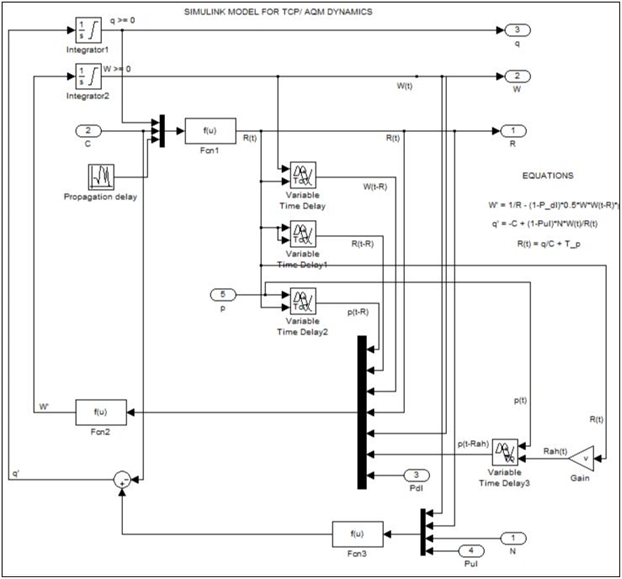 SIMULINK MODEL FOR TCP/ AQM DYNAMICS
q >= 0
1
s
Integrator1
3
q
W >= 0
1
s
Integrator2
W(t)
2
W
2
C
f(u)
Fcn1
R(t)
R(t)
1
R
Propagation delay
Variable
Time Delay
W(t-R)
EQUATIONS
W' = 1/R - (1-P_dl)*0.5*W*W(t-R)*
q' = -C + (1-Pul)*N*W(t)/R(t)
R(t) = q/C + T_p
Variable
Time Delay1
R(t-R)
5
p
Variable
Time Delay2
p(t-R)
p(t)
R(t)
W'
f(u)
Fcn2
p(t-Rah)
Variable
Time Delay3
Rah(t)
v
Gain
q'
3
Pdl
f(u)
Fcn3
1
N
4
Pul